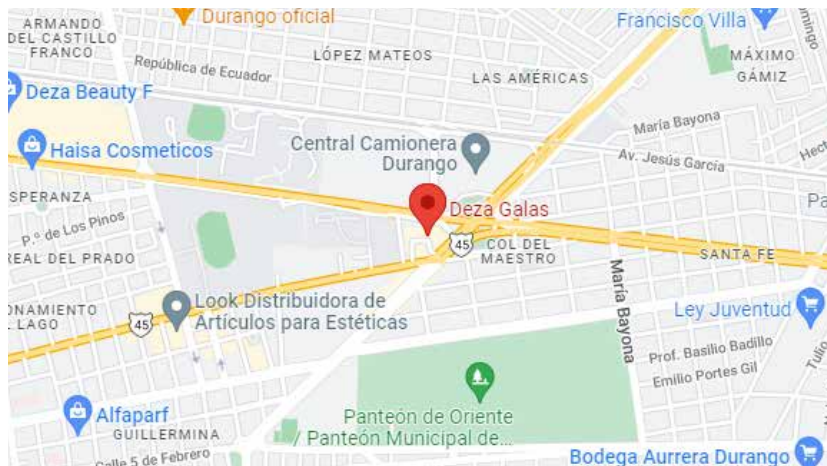 Durango oficial
Francisco Villa
ARMANDO
DEL CASTILLO
FRANCO
LÓPEZ MATEOS
República de Ecuador
MÁXIMO
GÁMIZ
LAS AMÉRICAS
Deza Beauty F
María Bayona
Central Camionera
Durango
Haisa Cosmeticos
Av. Jesús García
SPERANZA
Deza Galas
P.º de Los Pinos
45
COL DEL
MAESTRO
SANTA FE
REAL DEL PRADO
María Bayona
ONAMIENTO
LAGO
Look Distribuidora de
Artículos para Estéticas
45
Ley Juventud
Prof. Basilio Badillo
Emilio Portes Gil
Tulio
Alfaparf
Panteón de Oriente
/ Panteón Municipal de...
GUILLERMINA
Calle 5 de Febrero
Bodega Aurrera Durango